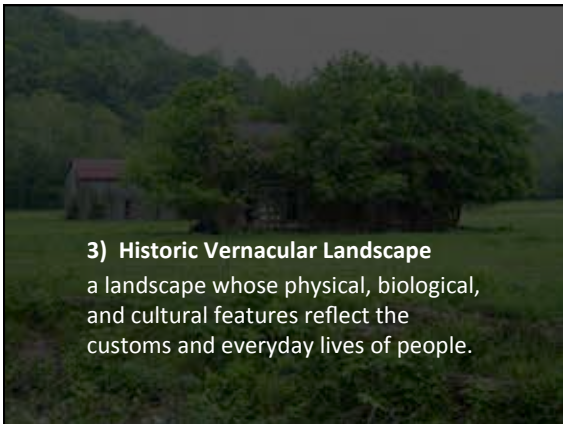 3)  Historic Vernacular Landscape
a landscape whose physical, biological,
and cultural features reflect the
customs and everyday lives of people.